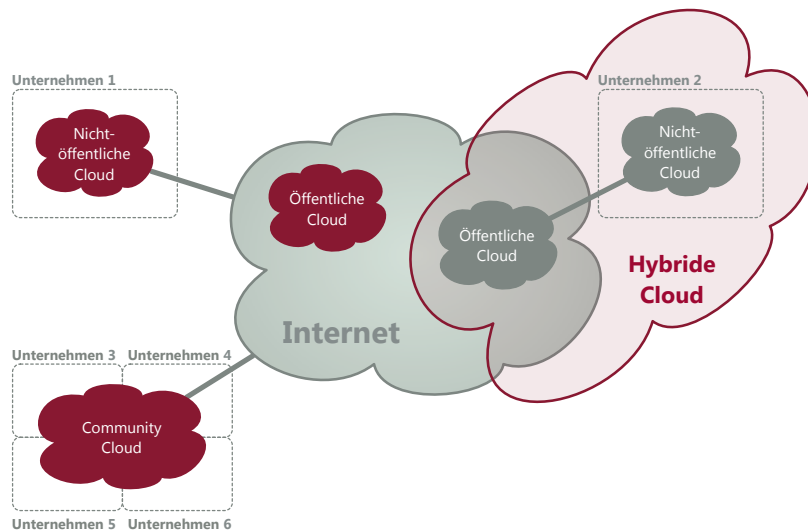 Unternehmen 1
Nicht-
öffentliche
Cloud
Öffentliche
Cloud
Internet
Unternehmen 2
Nicht-
öffentliche
Cloud
Öffentliche
Cloud
Hybride
Cloud
Unternehmen 3
Unternehmen 4
Community
Cloud
Unternehmen 5
Unternehmen 6